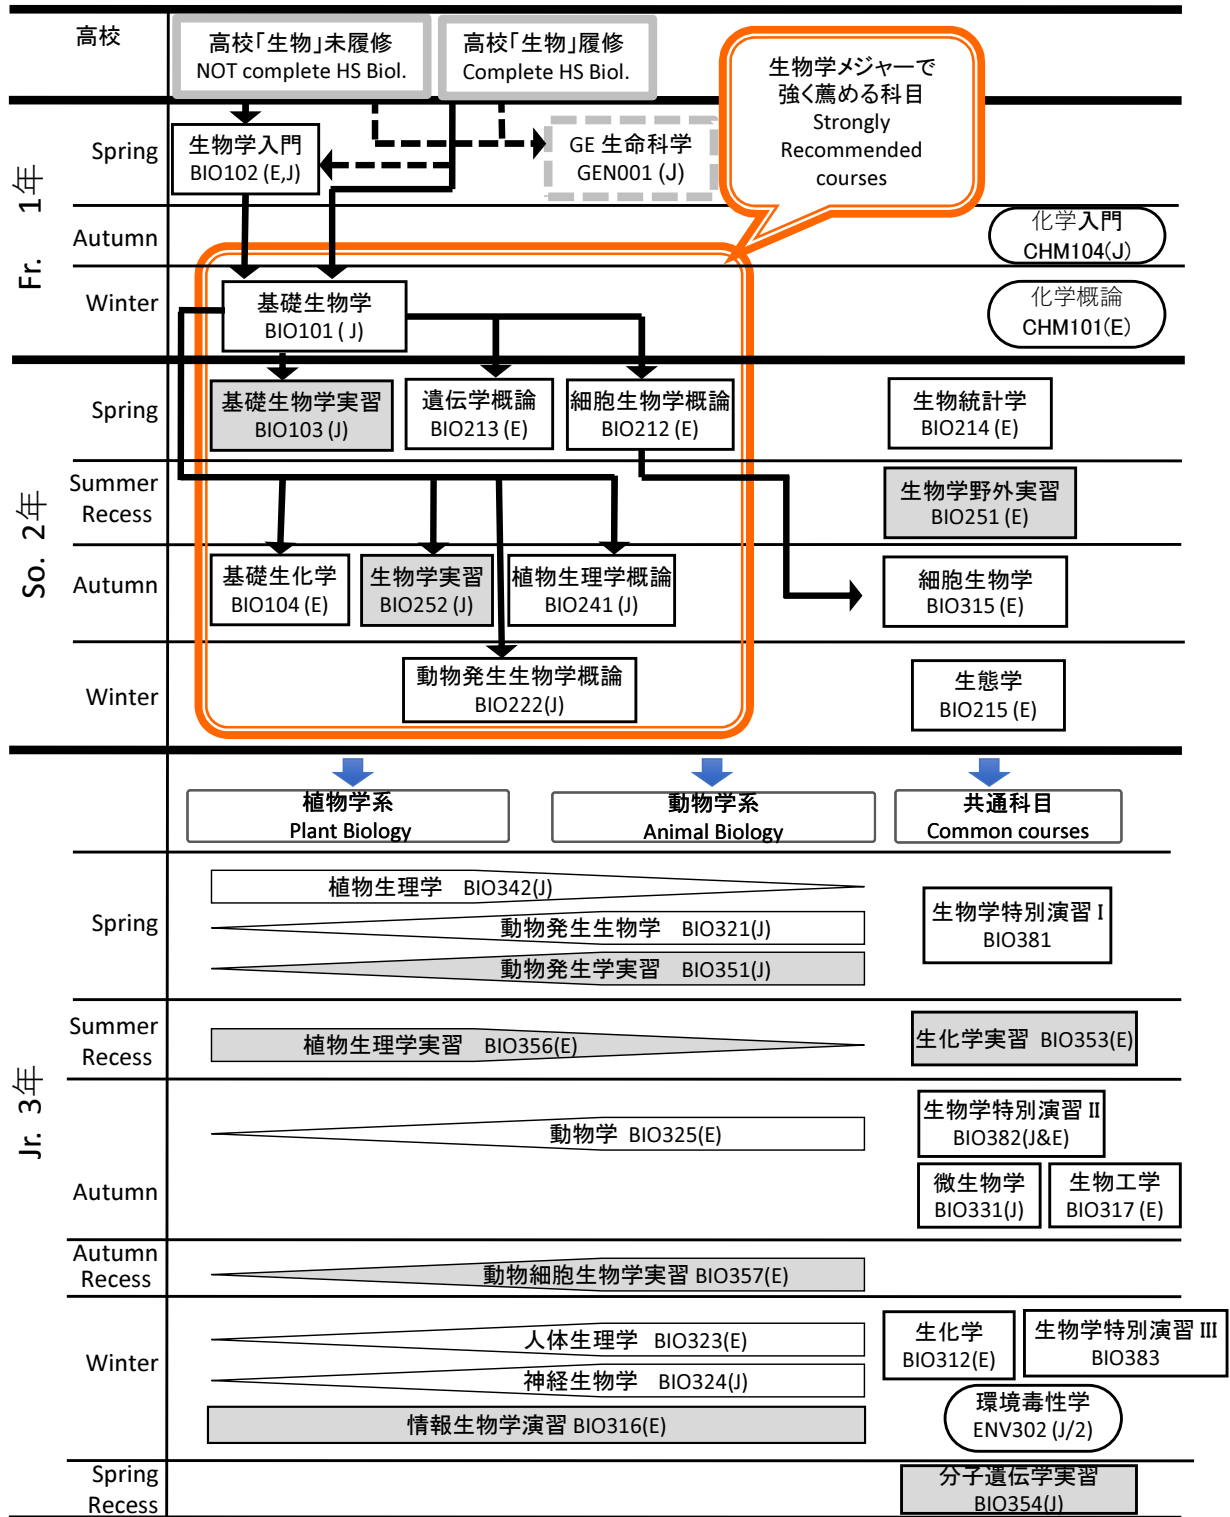 高校
高校「生物」未履修
NOT complete HS Biol.
高校「生物」履修
Complete HS Biol.
生物学メジャーで
強く薦める科目
Strongly
Recommended
courses
Fr. 1年
Spring
生物学入門
BIO102 (E,J)
GE 生命科学
GEN001 (J)
Autumn
化学入門
CHM104(J)
Winter
基礎生物学
BIO101 ( J)
化学概論
CHM101(E)
So. 2年
Spring
基礎生物学実習
BIO103 (J)
遺伝学概論
BIO213 (E)
細胞生物学概論
BIO212 (E)
生物統計学
BIO214 (E)
Summer
Recess
生物学野外実習
BIO251 (E)
Autumn
基礎生化学
BIO104 (E)
生物学実習
BIO252 (J)
植物生理学概論
BIO241 (J)
細胞生物学
BIO315 (E)
Winter
動物発生生物学概論
BIO222(J)
生態学
BIO215 (E)
植物学系
Plant Biology
動物学系
Animal Biology
共通科目
Common courses
Jr. 3年
Spring
植物生理学 BIO342(J)
動物発生生物学 BIO321(J)
動物発生学実習 BIO351(J)
生物学特別演習 I
BIO381
Summer
Recess
植物生理学実習 BIO356(E)
生化学実習 BIO353(E)
Autumn
動物学 BIO325(E)
生物学特別演習 II
BIO382(J&E)
微生物学
BIO331(J)
生物工学
BIO317 (E)
Autumn
Recess
動物細胞生物学実習 BIO357(E)
Winter
人体生理学 BIO323(E)
神経生物学 BIO324(J)
情報生物学演習 BIO316(E)
生化学
BIO312(E)
生物学特別演習 III
BIO383
環境毒性学
ENV302 (J/2)
Spring
Recess
分子遺伝学実習
BIO354(J)